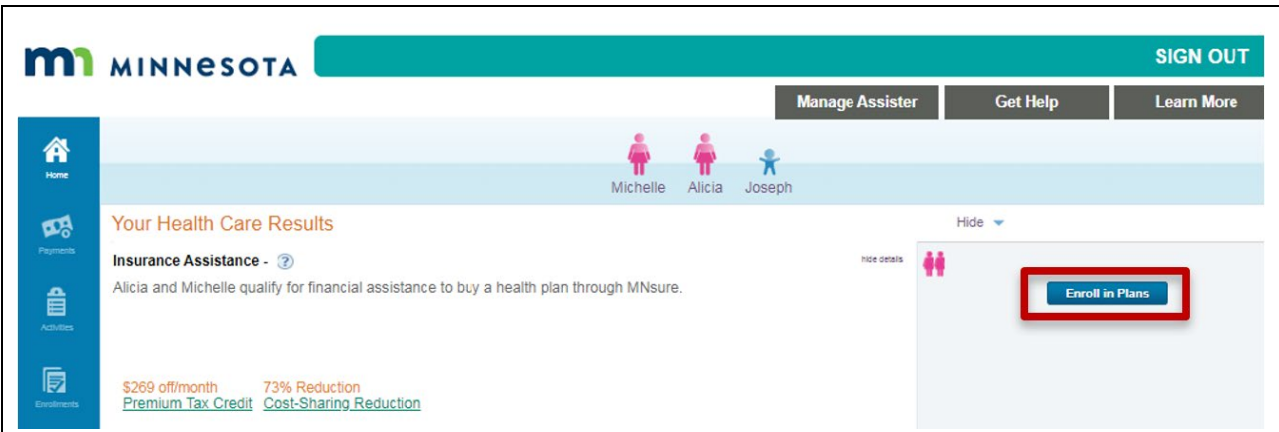 mn MINNESOTA
SIGN OUT
Manage Assister Get Help Learn More
Home
Michelle Alicia Joseph
Payments
Your Health Care Results
Hide
Insurance Assistance - ?
hide details
Alicia and Michelle qualify for financial assistance to buy a health plan through MNsure.
Enroll in Plans
Activities
$269 off/month 73% Reduction
Premium Tax Credit Cost-Sharing Reduction
Enrollments